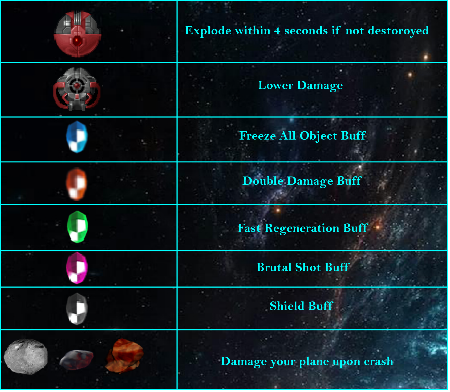 Explode within 4 seconds if not destoroyed
Lower Damage
Freeze All Object Buff
Double Damage Buff
Fast Regeneration Buff
Brutal Shot Buff
Shield Buff
Damage your plane upon crash